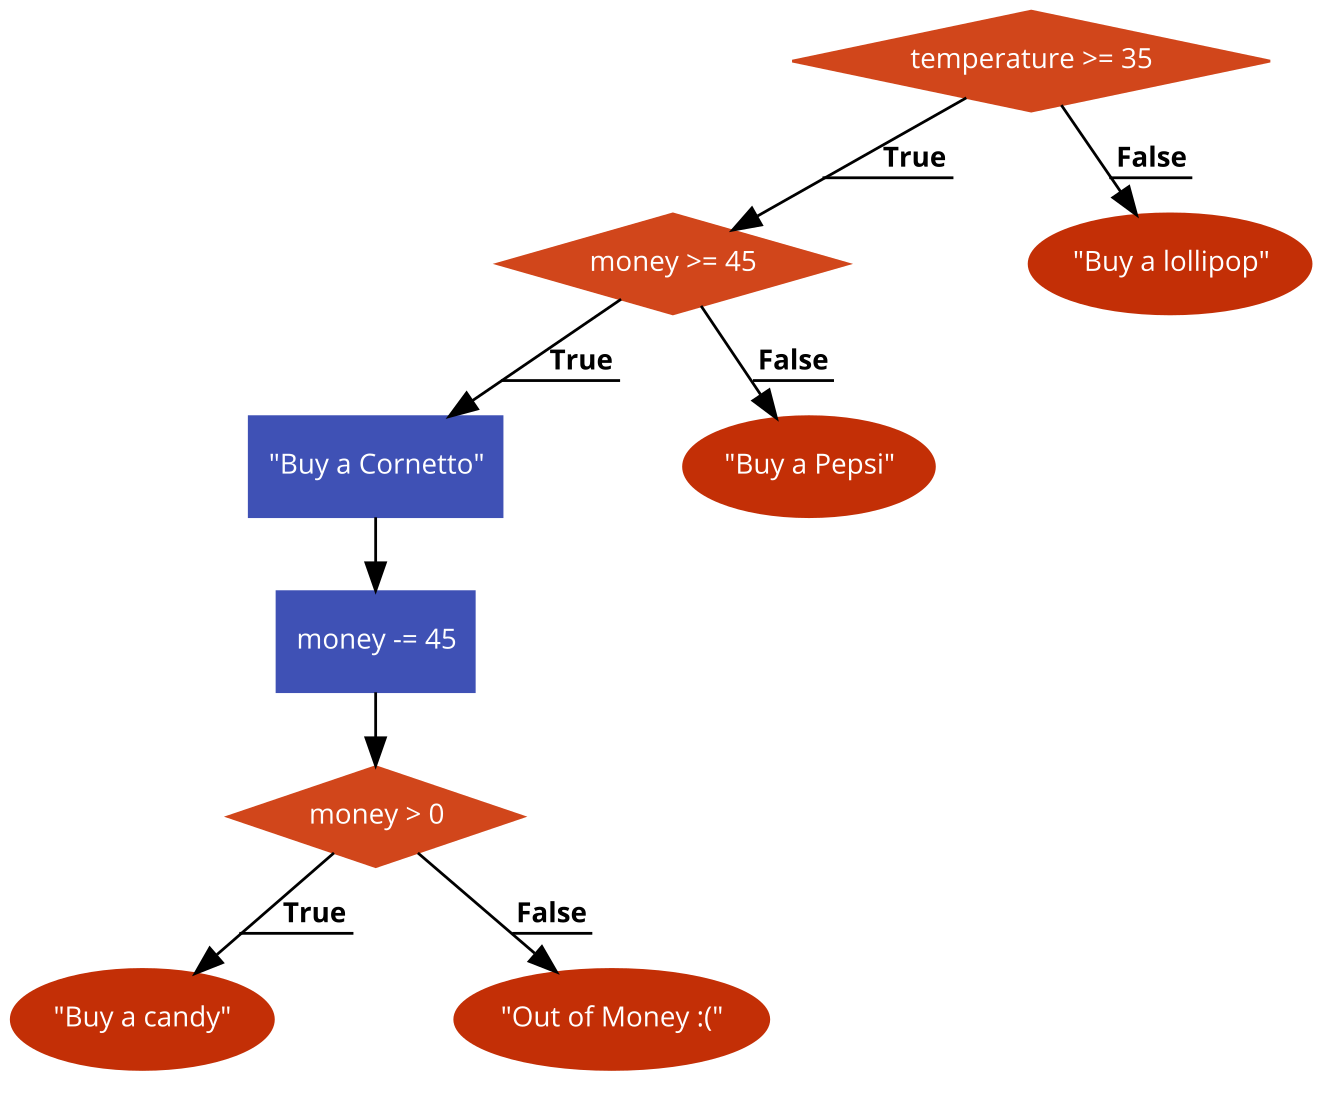 temperature >= 35
True
False
money >= 45
"Buy a lollipop"
True
False
"Buy a Cornetto"
"Buy a Pepsi"
money -= 45
money > 0
True
False
"Buy a candy"
"Out of Money :("